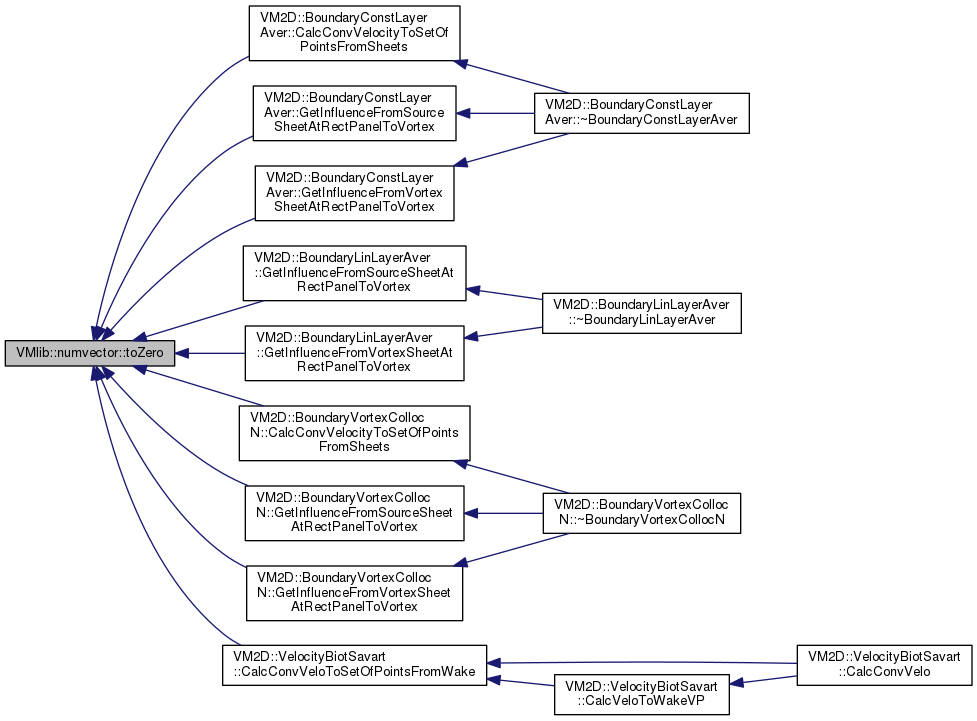 VM2D::BoundaryConstLayer
Aver::CalcConvVelocityToSetOf
PointsFromSheets
VM2D::BoundaryConstLayer
Aver::GetInfluenceFromSource
SheetAtRectPanelToVortex
VM2D::BoundaryConstLayer
Aver::~BoundaryConstLayerAver
VM2D::BoundaryConstLayer
Aver::GetInfluenceFromVortex
SheetAtRectPanelToVortex
VM2D::BoundaryLinLayerAver
::GetInfluenceFromSourceSheetAt
RectPanelToVortex
VM2D::BoundaryLinLayerAver
::~BoundaryLinLayerAver
VMlib::numvector::toZero
VM2D::BoundaryLinLayerAver
::GetInfluenceFromVortexSheetAt
RectPanelToVortex
VM2D::BoundaryVortexColloc
N::CalcConvVelocityToSetOfPoints
FromSheets
VM2D::BoundaryVortexColloc
N::GetInfluenceFromSourceSheet
AtRectPanelToVortex
VM2D::BoundaryVortexColloc
N::~BoundaryVortexCollocN
VM2D::BoundaryVortexColloc
N::GetInfluenceFromVortexSheet
AtRectPanelToVortex
VM2D::VelocityBiotSavart
::CalcConvVeloToSetOfPointsFromWake
VM2D::VelocityBiotSavart
::CalcConvVelo
VM2D::VelocityBiotSavart
::CalcVeloToWakeVP